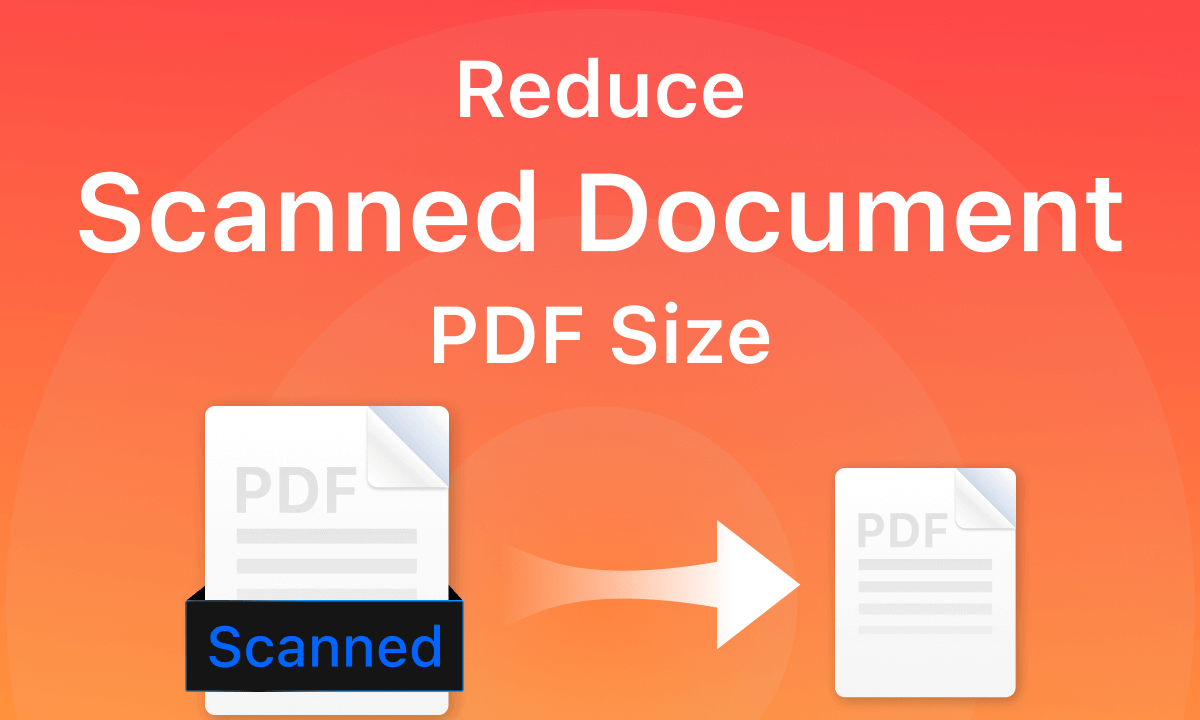 Reduce
Scanned Document
PDF Size
PDF
Scanned
PDF